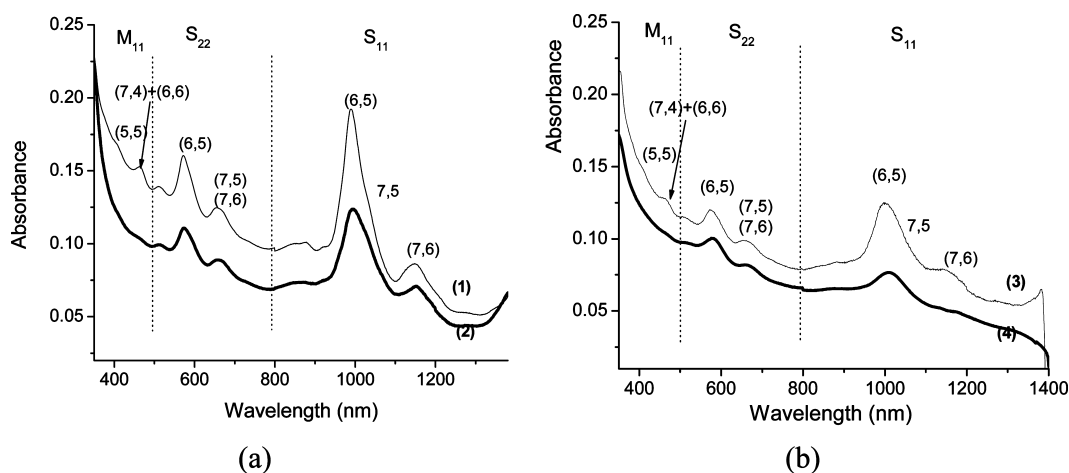 0.25
0.20
0.15
0.10
0.05
Absorbance
M11
S22
S11
(7,4)+(6,6)
(5,5)
(6,5)
(7,5)
(7,6)
(6,5)
7,5
(7,6)
(1)
(2)
400 600 800 1000 1200
Wavelength (nm)
(a)
0.25
0.20
0.15
0.10
0.05
Absorbance
M11
S22
S11
(7,4)+(6,6)
(5,5)
(6,5)
(7,5)
(7,6)
(6,5)
7,5
(7,6)
(3)
(4)
400 600 800 1000 1200 1400
Wavelength (nm)
(b)